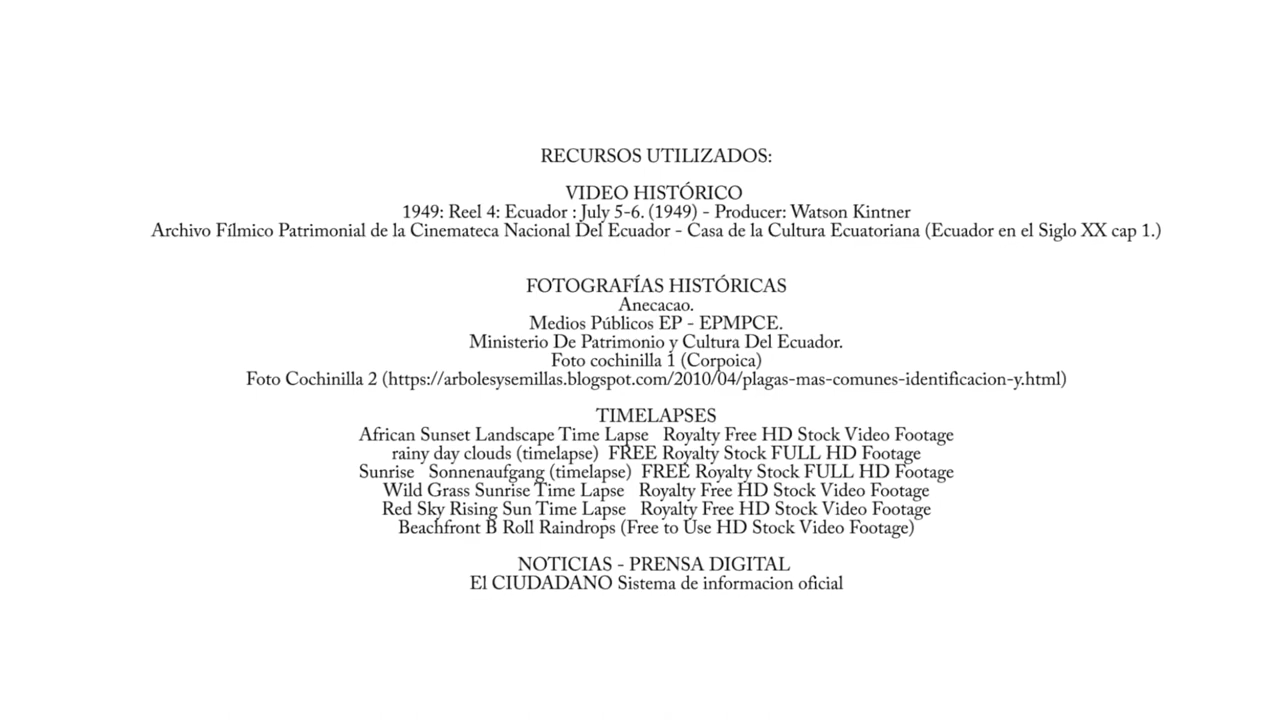 RECURSOS UTILIZADOS:
VIDEO HISTÓRICO
1949: Reel 4: Ecuador : July 5-6. (1949) - Producer: Watson Kintner
Archivo Fílmico Patrimonial de la Cinemateca Nacional Del Ecuador - Casa de la Cultura Ecuatoriana (Ecuador en el Siglo XX cap 1.)
FOTOGRAFÍAS HISTÓRICAS
Anecacao.
Medios Públicos EP - EPMPCE.
Ministerio De Patrimonio y Cultura Del Ecuador.
Foto cochinilla 1 (Corpoica)
Foto Cochinilla 2 (https://arbolesysemillas.blogspot.com/2010/04/plagas-mas-comunes-identificacion-y.html)
TIMELAPSES
African Sunset Landscape Time Lapse   Royalty Free HD Stock Video Footage
rainy day clouds (timelapse)  FREE Royalty Stock FULL HD Footage
Sunrise   Sonnenaufgang (timelapse)  FREE Royalty Stock FULL HD Footage
Wild Grass Sunrise Time Lapse   Royalty Free HD Stock Video Footage
Red Sky Rising Sun Time Lapse   Royalty Free HD Stock Video Footage
Beachfront B Roll Raindrops (Free to Use HD Stock Video Footage)
NOTICIAS - PRENSA DIGITAL
El CIUDADANO Sistema de informacion oficial